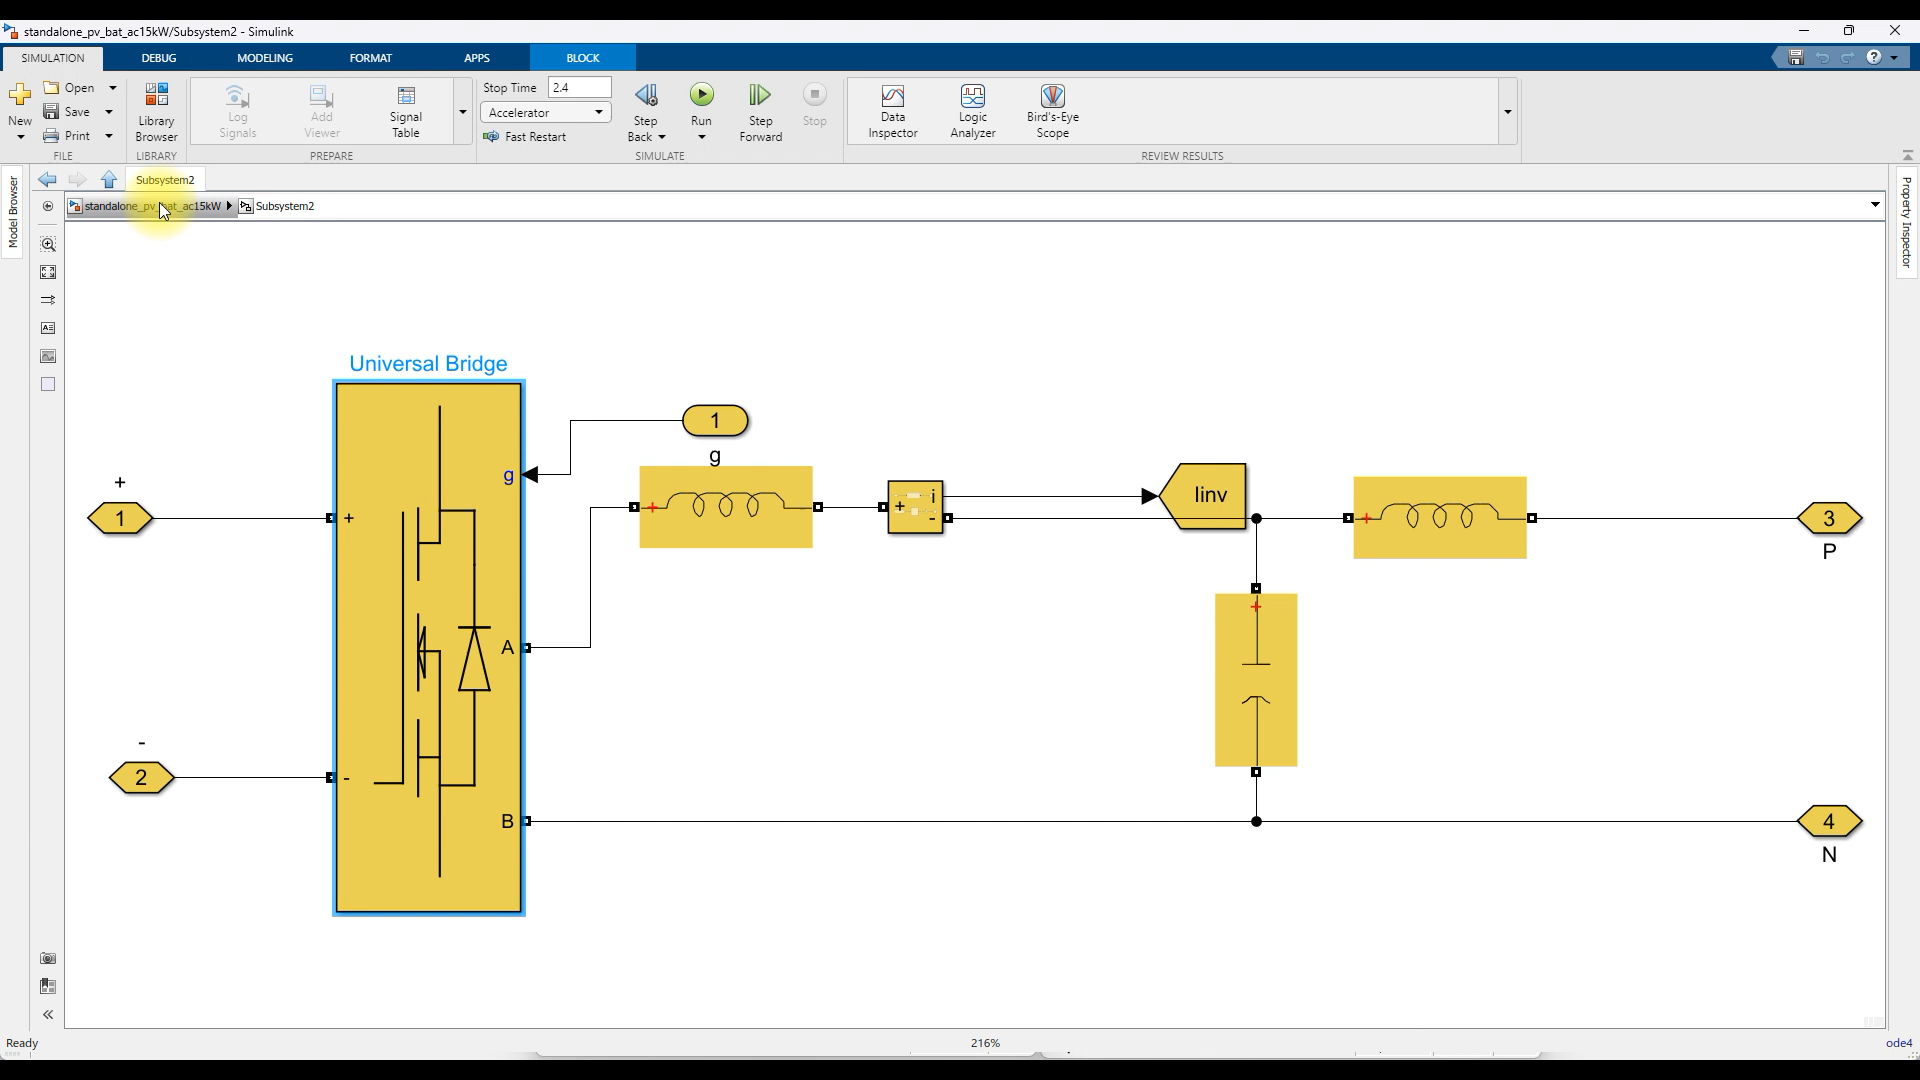 standalone_pv_bat_ac15kW/Subsystem2 - Simulink
SIMULATION DEBUG MODELING FORMAT APPS BLOCK
New
Open
Save
Print
FILE
Library
Browser
LIBRARY
Log
Signals
Add
Viewer
Signal
Table
PREPARE
Stop Time 2.4
Accelerator
Fast Restart
Step
Back
Run
Step
Forward
Stop
SIMULATE
Data
Inspector
Logic
Analyzer
Bird's-Eye
Scope
REVIEW RESULTS
Model Browser
Property Inspector
Subsystem2
standalone_pv_bat_ac15kW Subsystem2
Universal Bridge
+
1
-
2
+
-
g
A
B
1
g
+
+ i
-
Iinv
+
+
3
P
4
N
Ready
216%
ode4